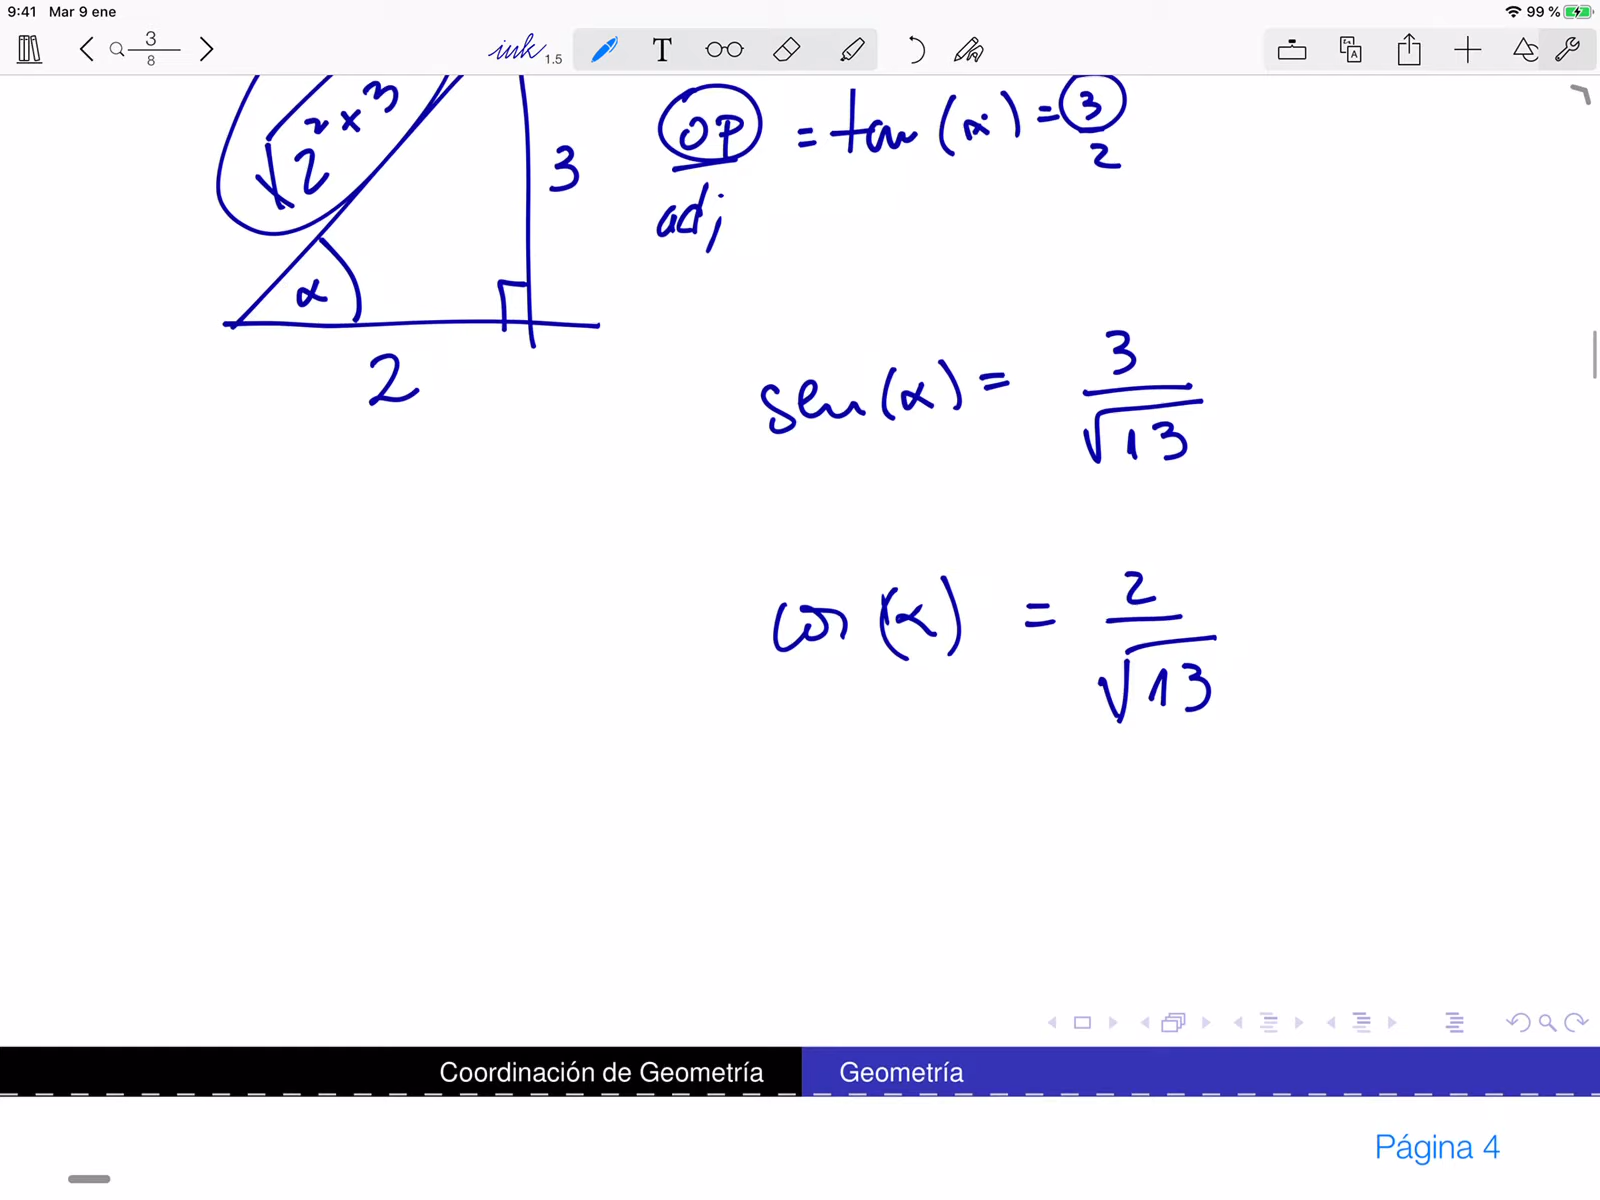 9:41 Mar 9 ene 99 %
3
8
ink 1.5 T
√2² × 3
3
α
2
op/adj = tan (α) = 3/2
sen (α) = 3/√13
cos (α) = 2/√13
Coordinación de Geometría Geometría
Página 4